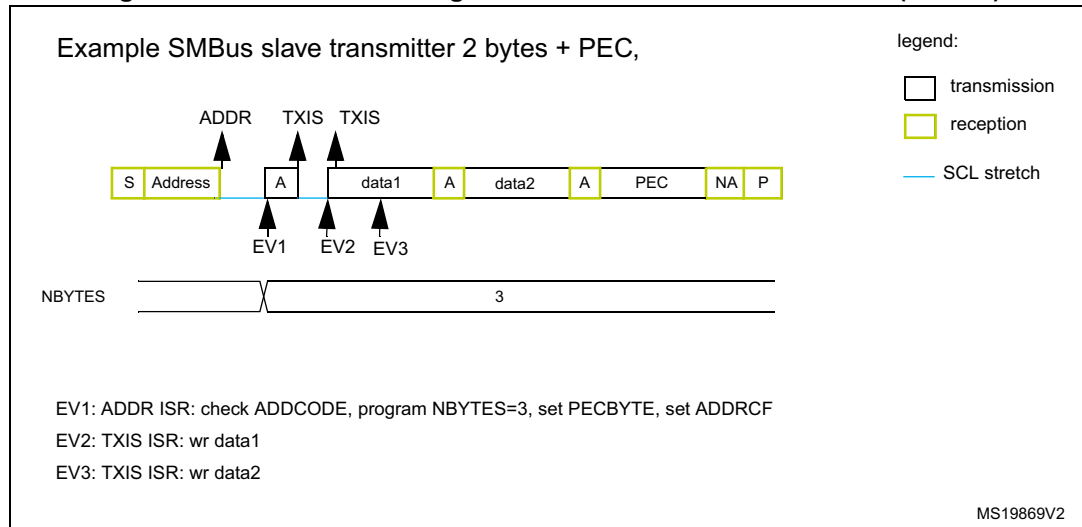 Example SMBus slave transmitter 2 bytes + PEC,
legend:
transmission
reception
SCL stretch
ADDR TXIS TXIS
S Address A data1 A data2 A PEC NA P
EV1 EV2 EV3
NBYTES 3
EV1: ADDR ISR: check ADDCODE, program NBYTES=3, set PECBYTE, set ADDRCF
EV2: TXIS ISR: wr data1
EV3: TXIS ISR: wr data2
MS19869V2